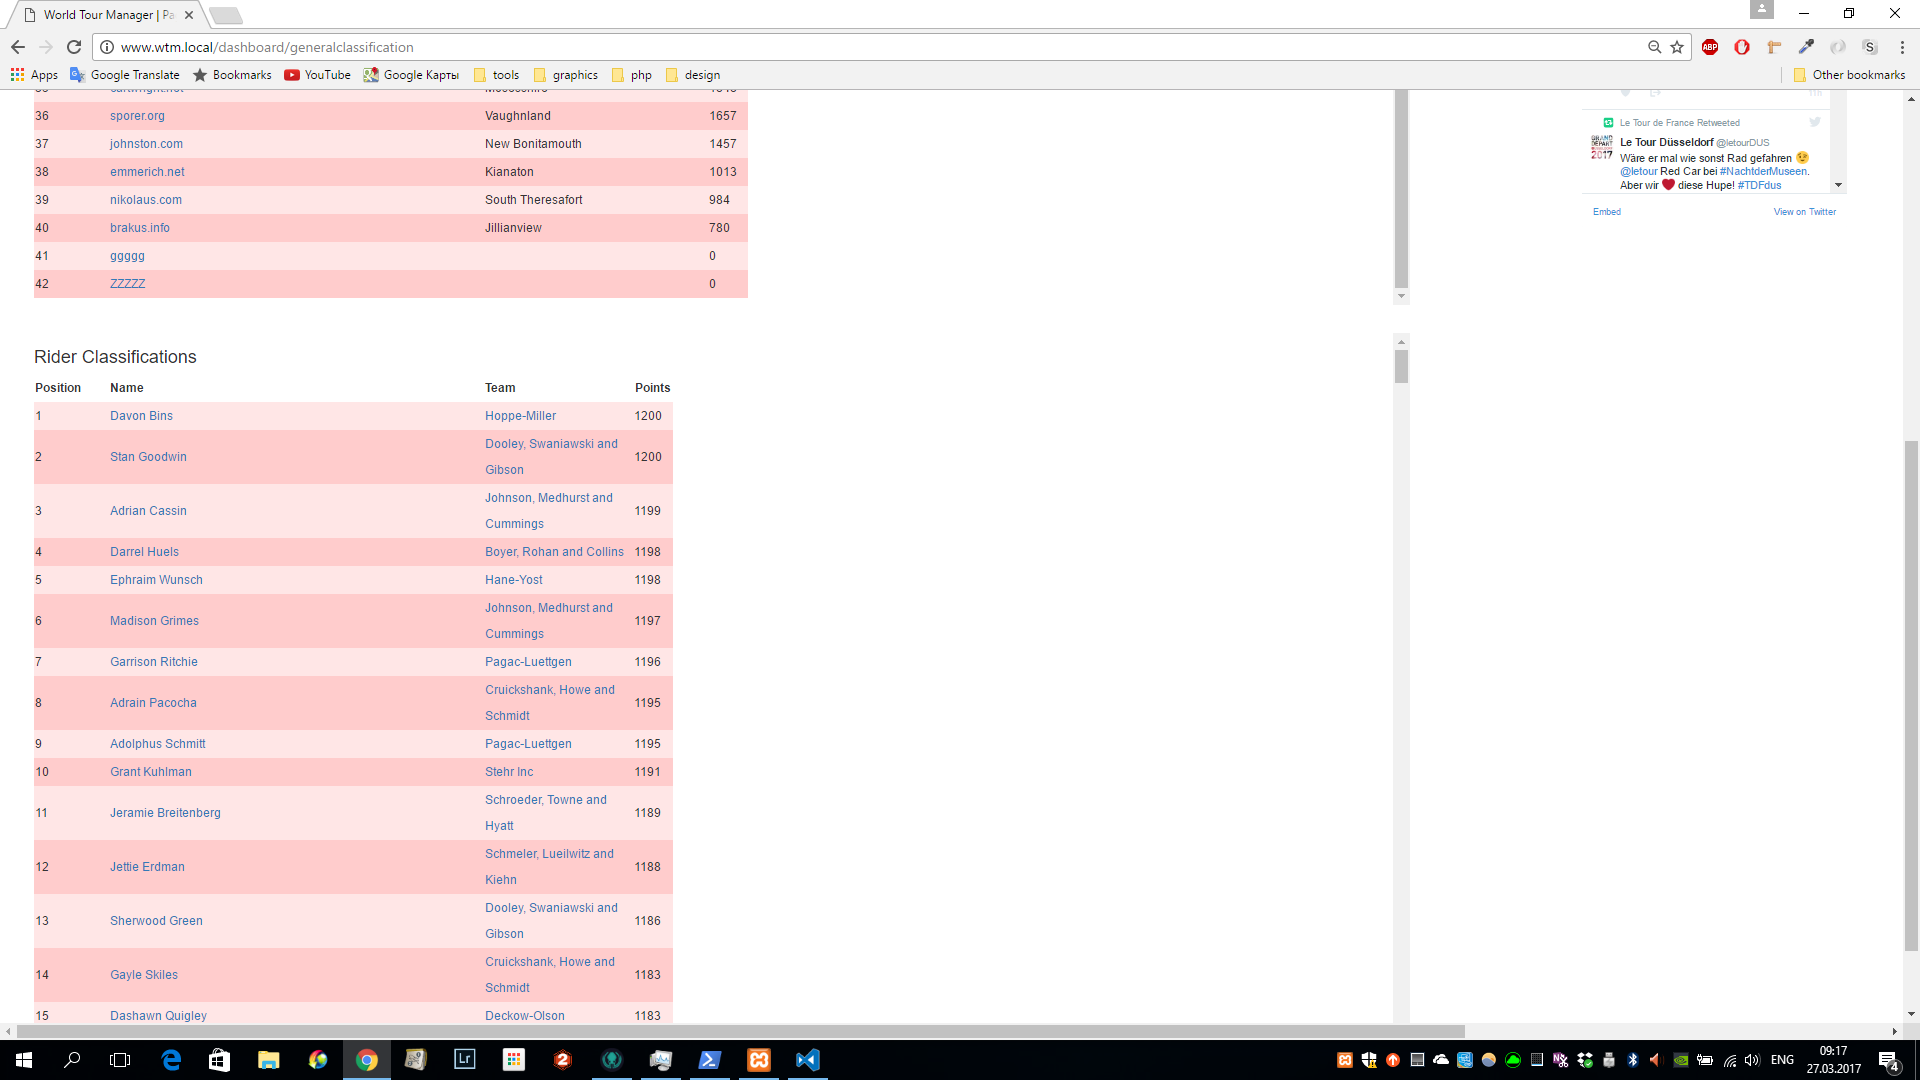 World Tour Manager | Pa
www.wtm.local/dashboard/generalclassification
ABP
S
Apps Google Translate Bookmarks YouTube Google Карты tools graphics php design Other bookmarks
36 sporer.org Vaughnland 1657
37 johnston.com New Bonitamouth 1457
38 emmerich.net Kianaton 1013
39 nikolaus.com South Theresafort 984
40 brakus.info Jillianview 780
41 ggggg 0
42 ZZZZZ 0
Le Tour de France Retweeted
GRAND DÉPART 2017
Le Tour Düsseldorf @letourDUS
Wäre er mal wie sonst Rad gefahren 😉
@letour Red Car bei #NachtderMuseen.
Aber wir ❤ diese Hupe! #TDFdus
Embed View on Twitter
Rider Classifications
Position Name Team Points
1 Davon Bins Hoppe-Miller 1200
2 Stan Goodwin Dooley, Swaniawski and
Gibson 1200
3 Adrian Cassin Johnson, Medhurst and
Cummings 1199
4 Darrel Huels Boyer, Rohan and Collins 1198
5 Ephraim Wunsch Hane-Yost 1198
6 Madison Grimes Johnson, Medhurst and
Cummings 1197
7 Garrison Ritchie Pagac-Luettgen 1196
8 Adrain Pacocha Cruickshank, Howe and
Schmidt 1195
9 Adolphus Schmitt Pagac-Luettgen 1195
10 Grant Kuhlman Stehr Inc 1191
11 Jeramie Breitenberg Schroeder, Towne and
Hyatt 1189
12 Jettie Erdman Schmeler, Lueilwitz and
Kiehn 1188
13 Sherwood Green Dooley, Swaniawski and
Gibson 1186
14 Gayle Skiles Cruickshank, Howe and
Schmidt 1183
15 Dashawn Quigley Deckow-Olson 1183
Lr
2
ENG
09:17
27.03.2017
4